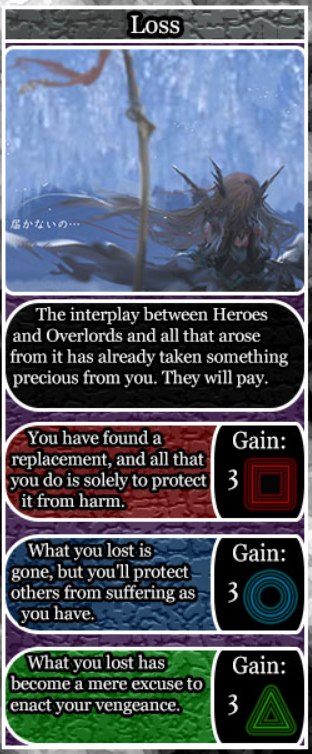 Loss
届かないの…
The interplay between Heroes
and Overlords and all that arose
from it has already taken something
precious from you. They will pay.
You have found a
replacement, and all that
you do is solely to protect
it from harm.
Gain:
3
What you lost is
gone, but you'll protect
others from suffering as
you have.
Gain:
3
What you lost has
become a mere excuse to
enact your vengeance.
Gain:
3